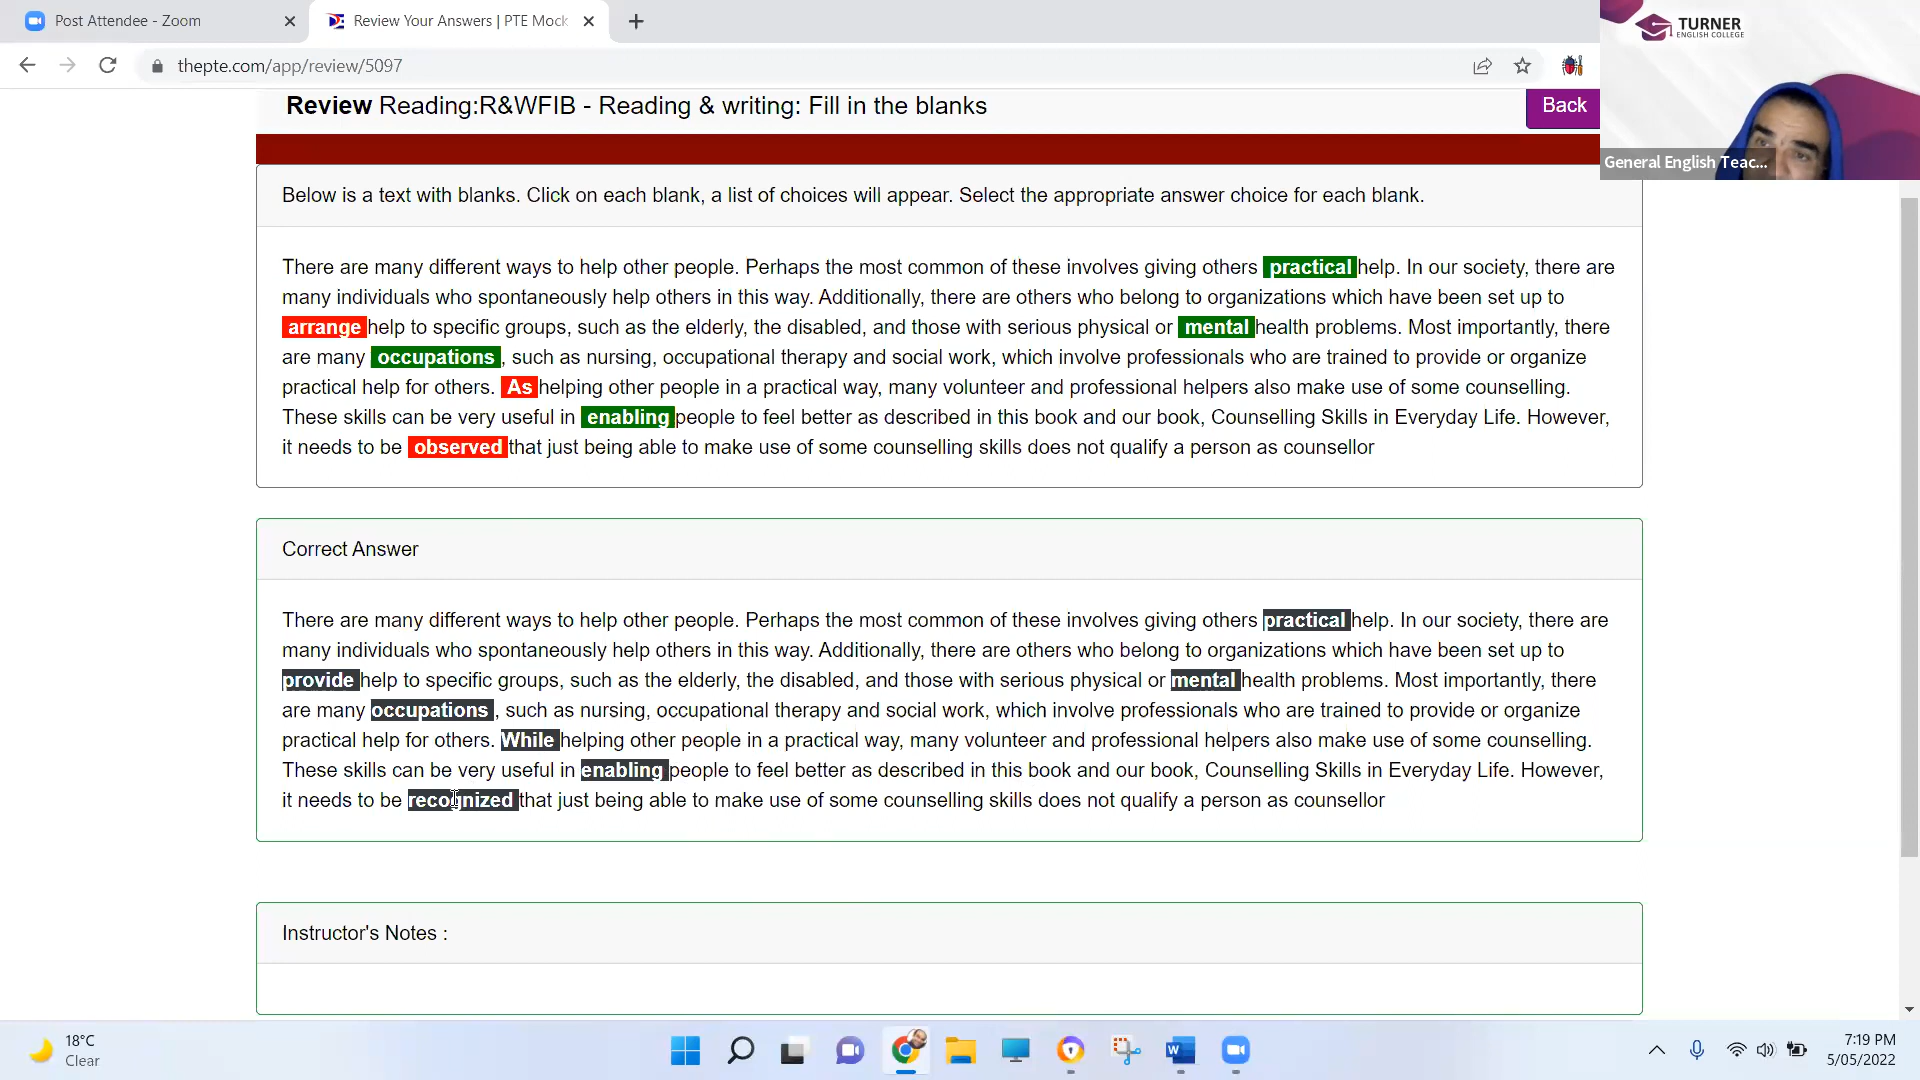 Post Attendee - Zoom
Review Your Answers | PTE Mock
thepte.com/app/review/5097
TURNER
ENGLISH COLLEGE
General English Teac...
Review Reading:R&WFIB - Reading & writing: Fill in the blanks
Back
Below is a text with blanks. Click on each blank, a list of choices will appear. Select the appropriate answer choice for each blank.
There are many different ways to help other people. Perhaps the most common of these involves giving others practical help. In our society, there are
many individuals who spontaneously help others in this way. Additionally, there are others who belong to organizations which have been set up to
arrange help to specific groups, such as the elderly, the disabled, and those with serious physical or mental health problems. Most importantly, there
are many occupations , such as nursing, occupational therapy and social work, which involve professionals who are trained to provide or organize
practical help for others. As helping other people in a practical way, many volunteer and professional helpers also make use of some counselling.
These skills can be very useful in enabling people to feel better as described in this book and our book, Counselling Skills in Everyday Life. However,
it needs to be observed that just being able to make use of some counselling skills does not qualify a person as counsellor
Correct Answer
There are many different ways to help other people. Perhaps the most common of these involves giving others practical help. In our society, there are
many individuals who spontaneously help others in this way. Additionally, there are others who belong to organizations which have been set up to
provide help to specific groups, such as the elderly, the disabled, and those with serious physical or mental health problems. Most importantly, there
are many occupations , such as nursing, occupational therapy and social work, which involve professionals who are trained to provide or organize
practical help for others. While helping other people in a practical way, many volunteer and professional helpers also make use of some counselling.
These skills can be very useful in enabling people to feel better as described in this book and our book, Counselling Skills in Everyday Life. However,
it needs to be recognized that just being able to make use of some counselling skills does not qualify a person as counsellor
Instructor's Notes :
18°C
Clear
7:19 PM
5/05/2022